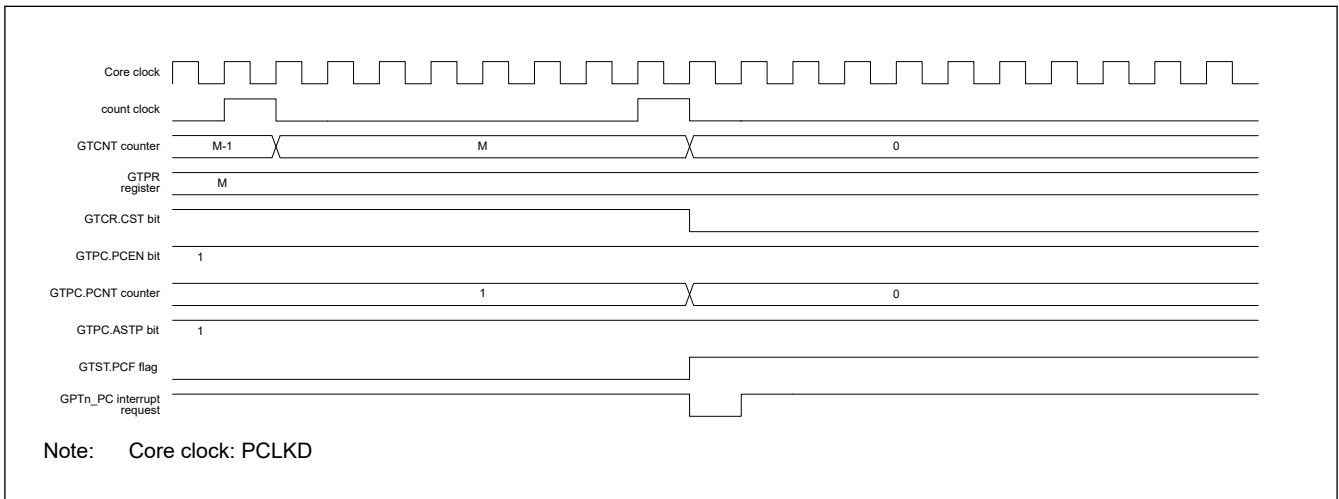 Core clock
count clock
GTCNT counter M-1 M 0
GTPR
register M
GTCR.CST bit
GTPC.PCEN bit 1
GTPC.PCNT counter 1 0
GTPC.ASTP bit 1
GTST.PCF flag
GPTn_PC interrupt
request
Note: Core clock: PCLKD